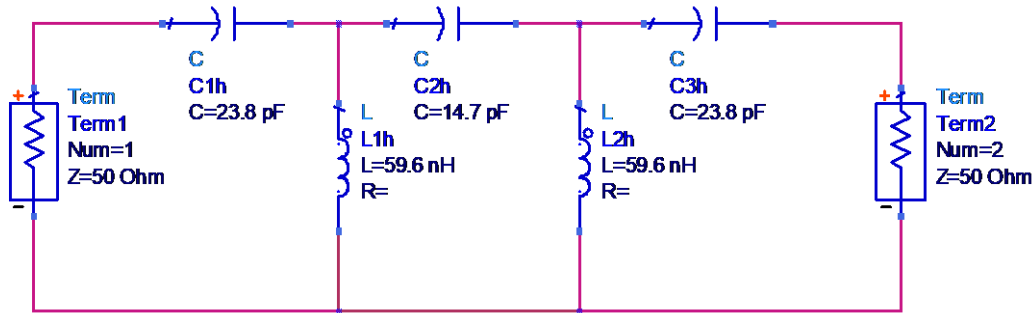 C
C1h
C=23.8 pF
C
C2h
C=14.7 pF
C
C3h
C=23.8 pF
+
Term
Term1
Num=1
Z=50 Ohm
-
L
L1h
L=59.6 nH
R=
L
L2h
L=59.6 nH
R=
+
Term
Term2
Num=2
Z=50 Ohm
-